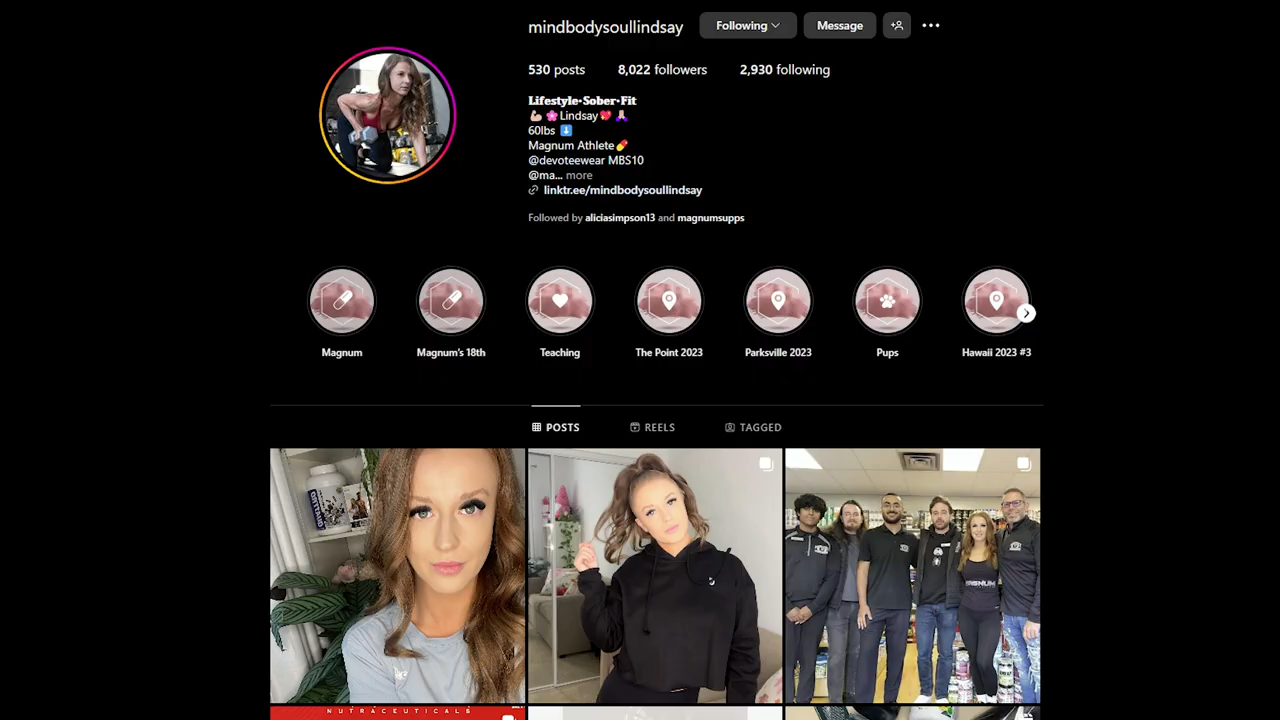 mindbodysoullindsay Following Message
530 posts 8,022 followers 2,930 following
Lifestyle•Sober•Fit
💪🏼🌸Lindsay💖🙏🏼
60lbs ⬇️
Magnum Athlete💊
@devoteewear MBS10
@ma... more
linktr.ee/mindbodysoullindsay
Followed by aliciasimpson13 and magnumsupps
Magnum Magnum's 18th Teaching The Point 2023 Parksville 2023 Pups Hawaii 2023 #3
POSTS REELS TAGGED
QUATTRO
MAGNUM
NUTRACEUTICALS